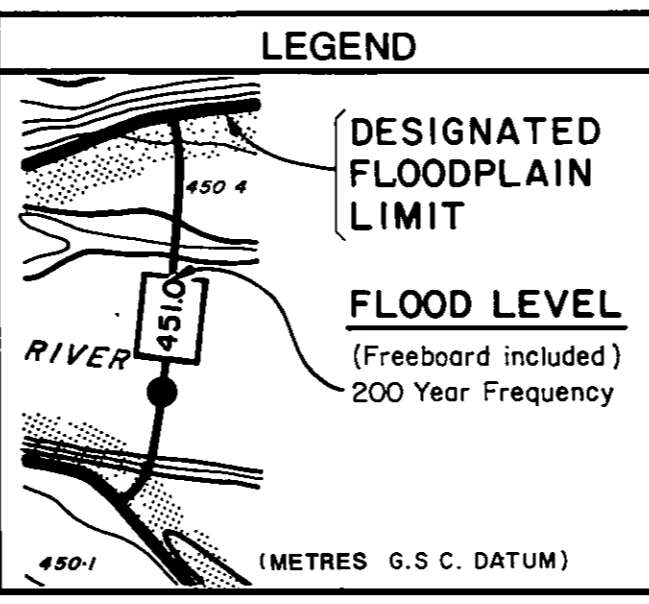 LEGEND
DESIGNATED
FLOODPLAIN
LIMIT
450 4
451.0
FLOOD LEVEL
RIVER
(Freeboard included)
200 Year Frequency
450·1
(METRES G.S C. DATUM)